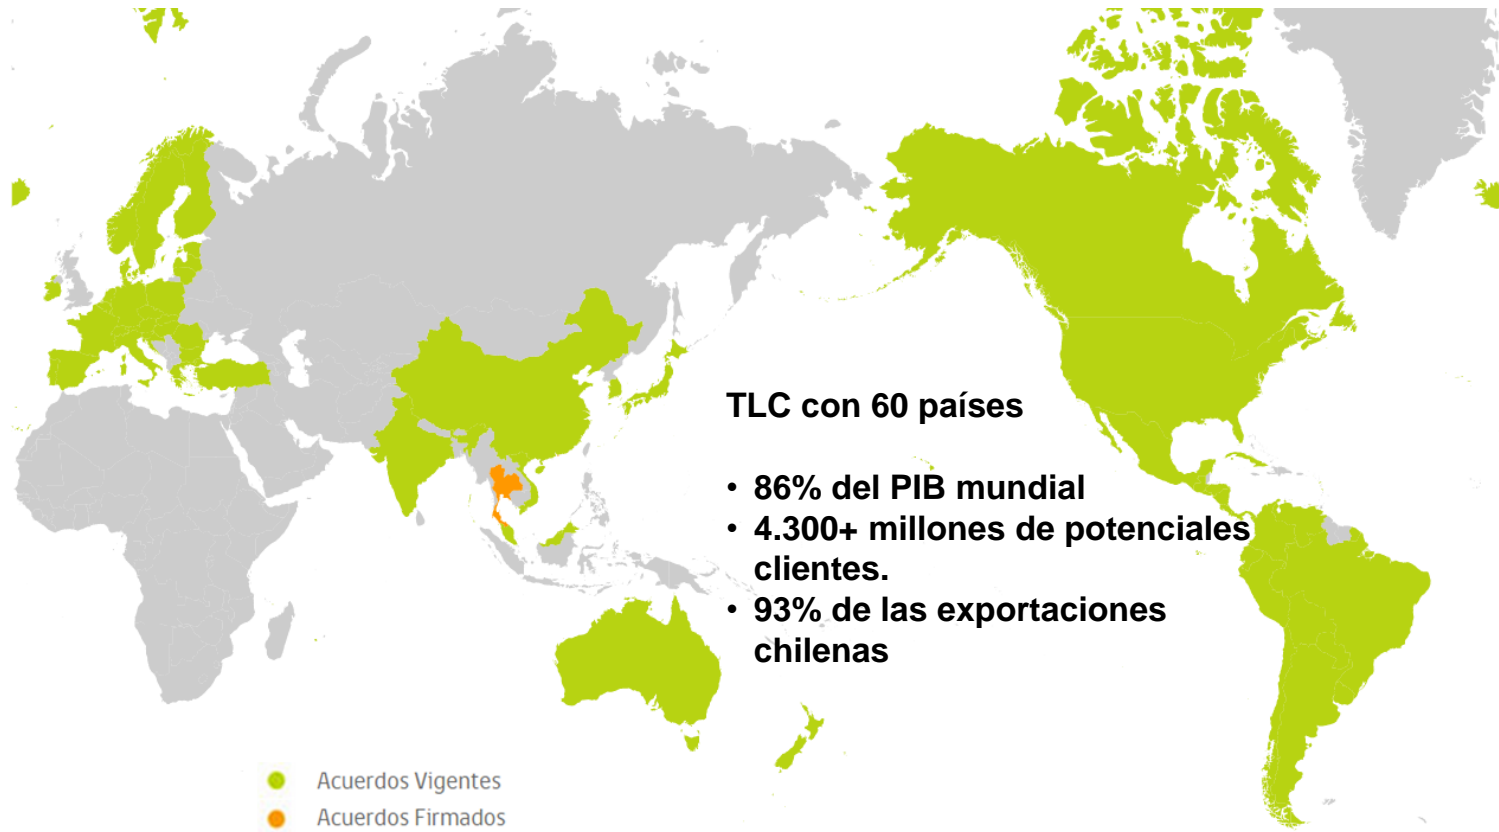 TLC con 60 países
• 86% del PIB mundial
• 4.300+ millones de potenciales
clientes.
• 93% de las exportaciones
chilenas
Acuerdos Vigentes
Acuerdos Firmados